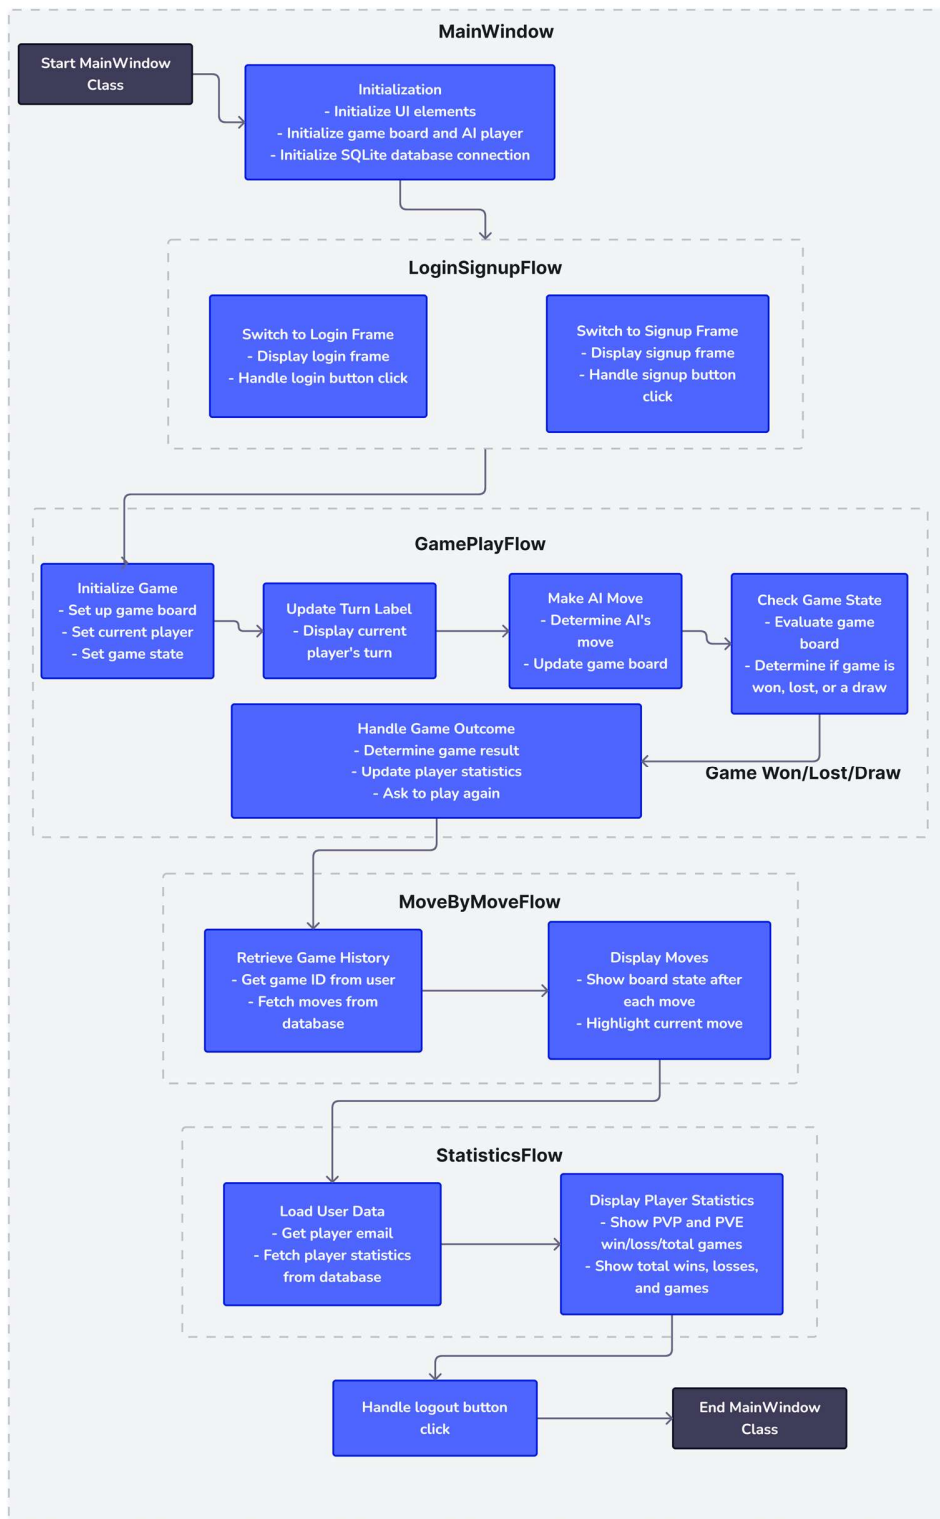 MainWindow
Start MainWindow
Class
Initialization
- Initialize UI elements
- Initialize game board and AI player
- Initialize SQLite database connection
LoginSignupFlow
Switch to Login Frame
- Display login frame
- Handle login button click
Switch to Signup Frame
- Display signup frame
- Handle signup button
click
GamePlayFlow
Initialize Game
- Set up game board
- Set current player
- Set game state
Update Turn Label
- Display current
player's turn
Make AI Move
- Determine AI's
move
- Update game board
Check Game State
- Evaluate game
board
- Determine if game is
won, lost, or a draw
Handle Game Outcome
- Determine game result
- Update player statistics
- Ask to play again
Game Won/Lost/Draw
MoveByMoveFlow
Retrieve Game History
- Get game ID from user
- Fetch moves from
database
Display Moves
- Show board state after
each move
- Highlight current move
StatisticsFlow
Load User Data
- Get player email
- Fetch player statistics
from database
Display Player Statistics
- Show PVP and PVE
win/loss/total games
- Show total wins, losses,
and games
Handle logout button
click
End MainWindow
Class